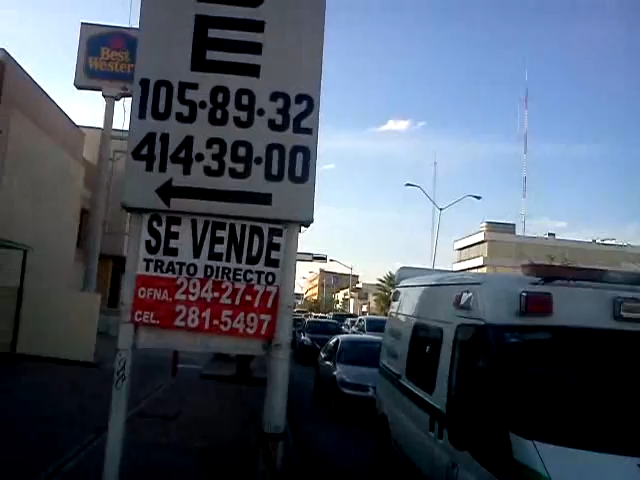 Best
Western
E
105·89·32
414·39·00
SE VENDE
TRATO DIRECTO
OFNA. 294-27-77
CEL. 281-5497